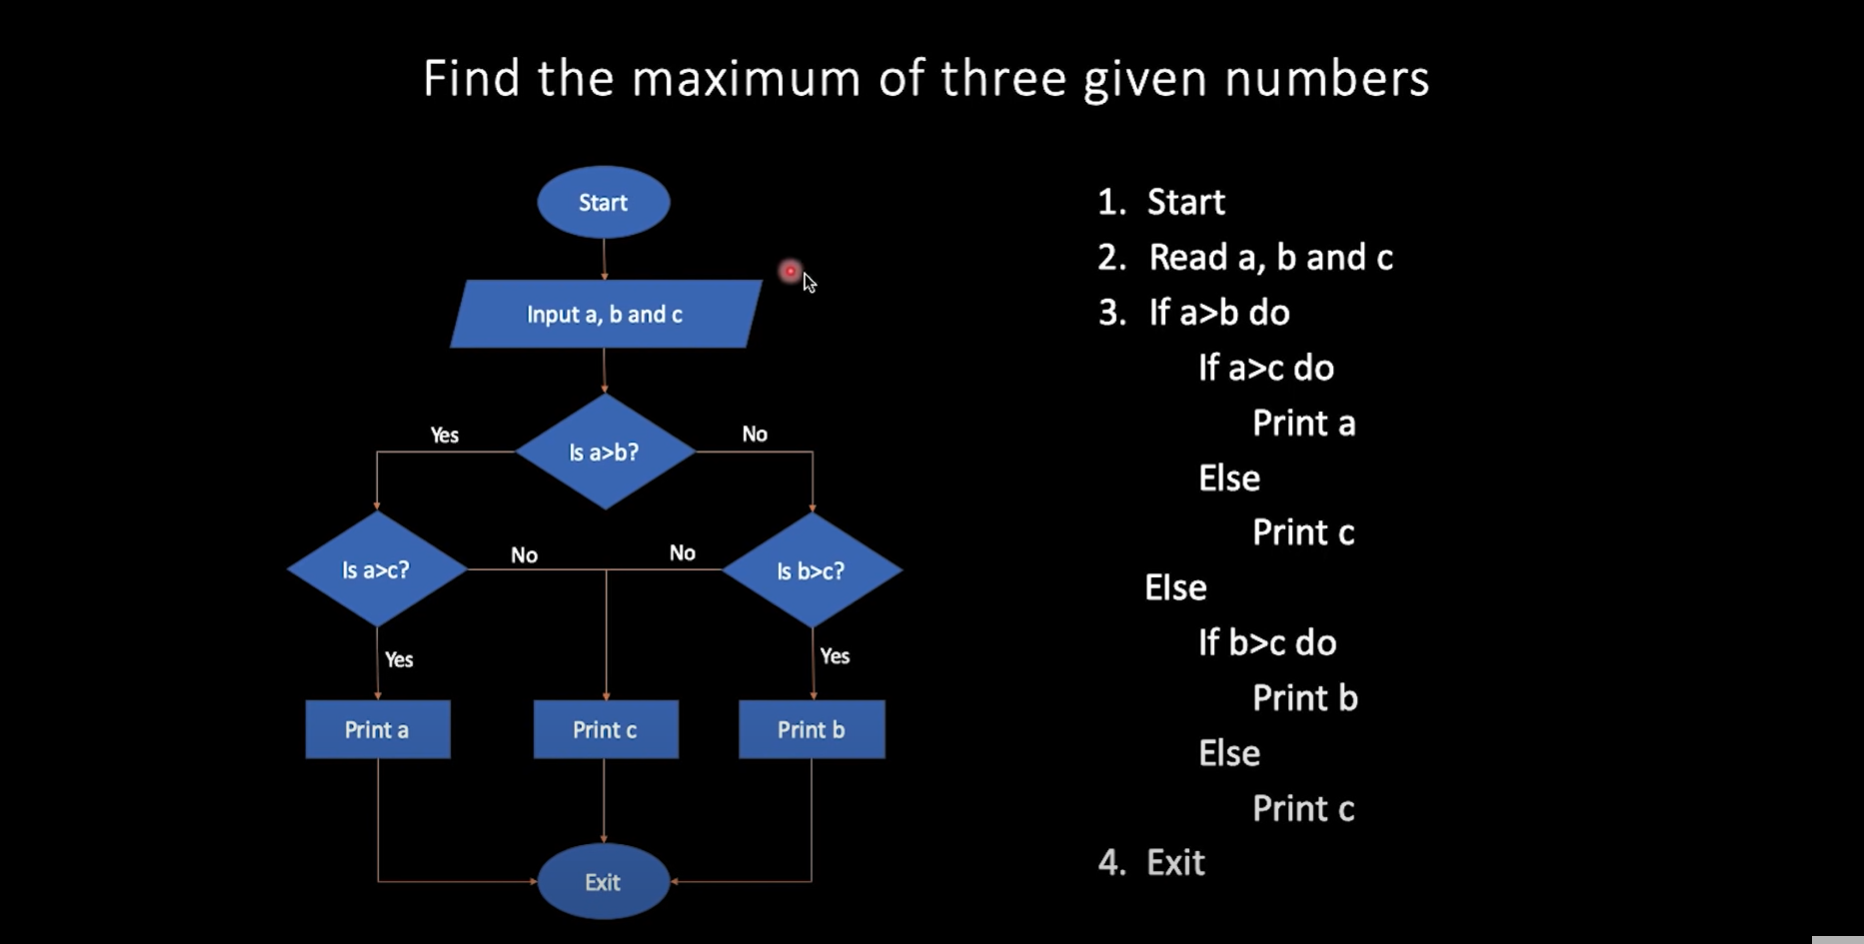 Find the maximum of three given numbers
Start
Input a, b and c
Is a>b?
Yes
No
Is a>c?
No
No
Is b>c?
Yes
Yes
Print a
Print c
Print b
Exit
1. Start
2. Read a, b and c
3. If a>b do
If a>c do
Print a
Else
Print c
Else
If b>c do
Print b
Else
Print c
4. Exit